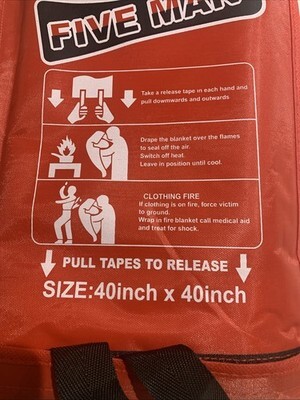 FIVE MAN
Take a release tape in each hand and
pull downwards and outwards
Drape the blanket over the flames
to seal off the air.
Switch off heat.
Leave in position until cool.
CLOTHING FIRE
If clothing is on fire, force victim
to ground.
Wrap in fire blanket call medical aid
and treat for shock.
PULL TAPES TO RELEASE
SIZE:40inch x 40inch